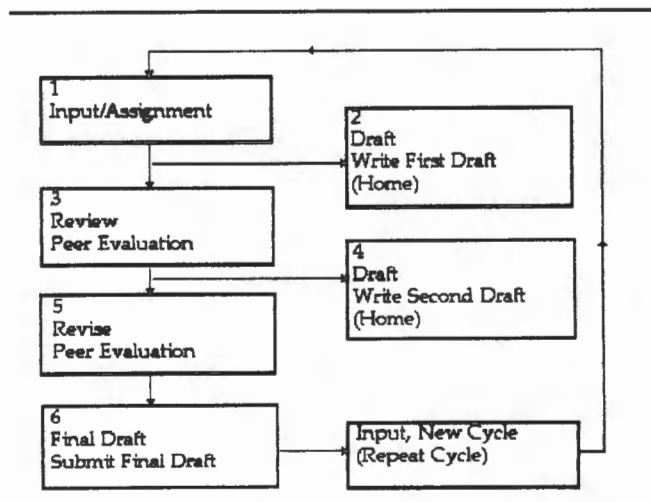 1
Input/Assignment
2
Draft
Write First Draft
(Home)
3
Review
Peer Evaluation
4
Draft
Write Second Draft
(Home)
5
Revise
Peer Evaluation
6
Final Draft
Submit Final Draft
Input, New Cycle
(Repeat Cycle)